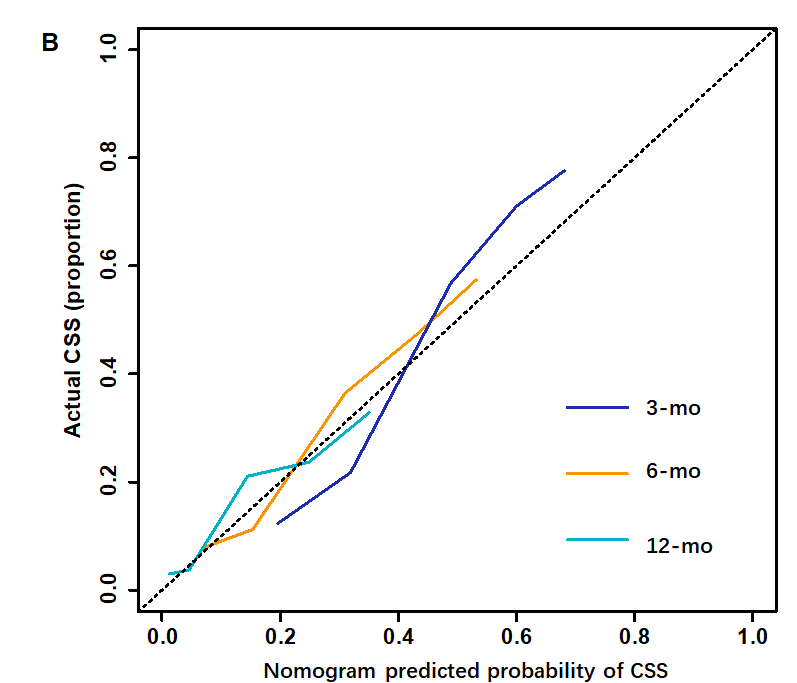 B
Actual CSS (proportion)
1.0
0.8
0.6
0.4
0.2
0.0
3-mo
6-mo
12-mo
0.0 0.2 0.4 0.6 0.8 1.0
Nomogram predicted probability of CSS